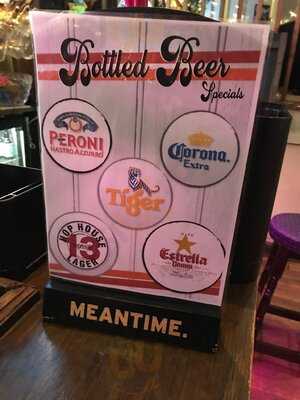 Bottled Beer
Specials
PERONI
NASTRO AZZURRO
Corona
Extra
Tiger
HOP HOUSE
13
LAGER
Estrella
Damm
MEANTIME.